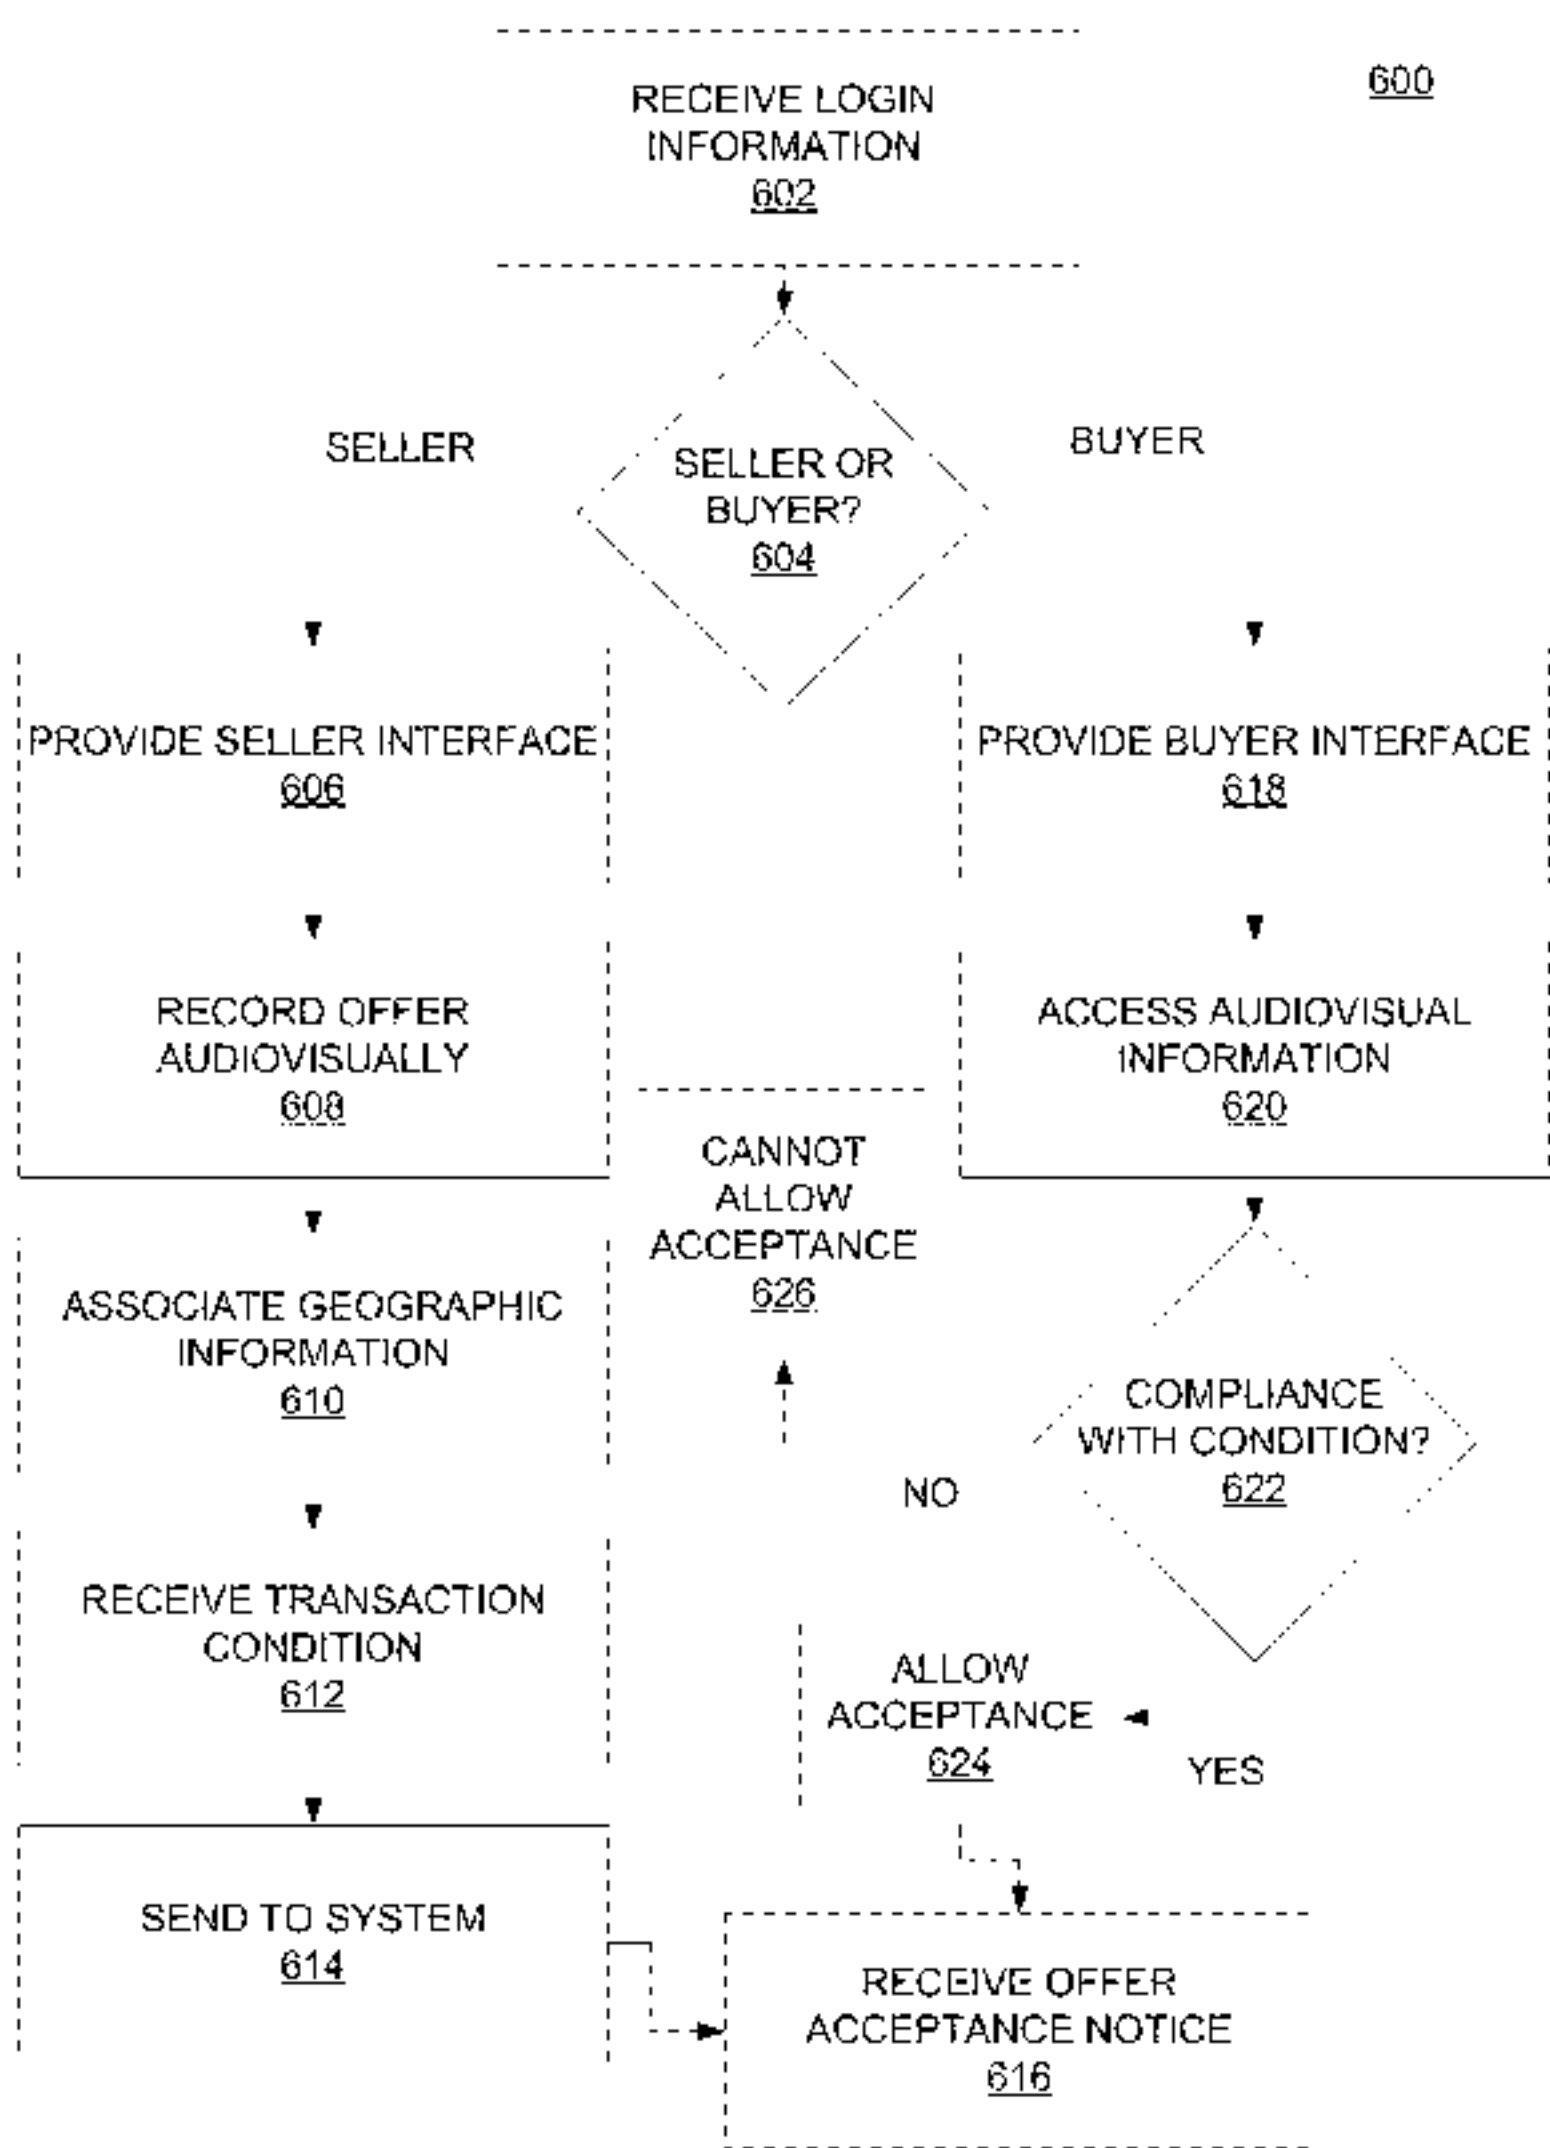 600
RECEIVE LOGIN
INFORMATION
602
SELLER
BUYER
SELLER OR
BUYER?
604
PROVIDE SELLER INTERFACE
606
PROVIDE BUYER INTERFACE
618
RECORD OFFER
AUDIOVISUALLY
608
ACCESS AUDIOVISUAL
INFORMATION
620
CANNOT
ALLOW
ACCEPTANCE
626
ASSOCIATE GEOGRAPHIC
INFORMATION
610
COMPLIANCE
WITH CONDITION?
622
NO
RECEIVE TRANSACTION
CONDITION
612
ALLOW
ACCEPTANCE
624
YES
SEND TO SYSTEM
614
RECEIVE OFFER
ACCEPTANCE NOTICE
616